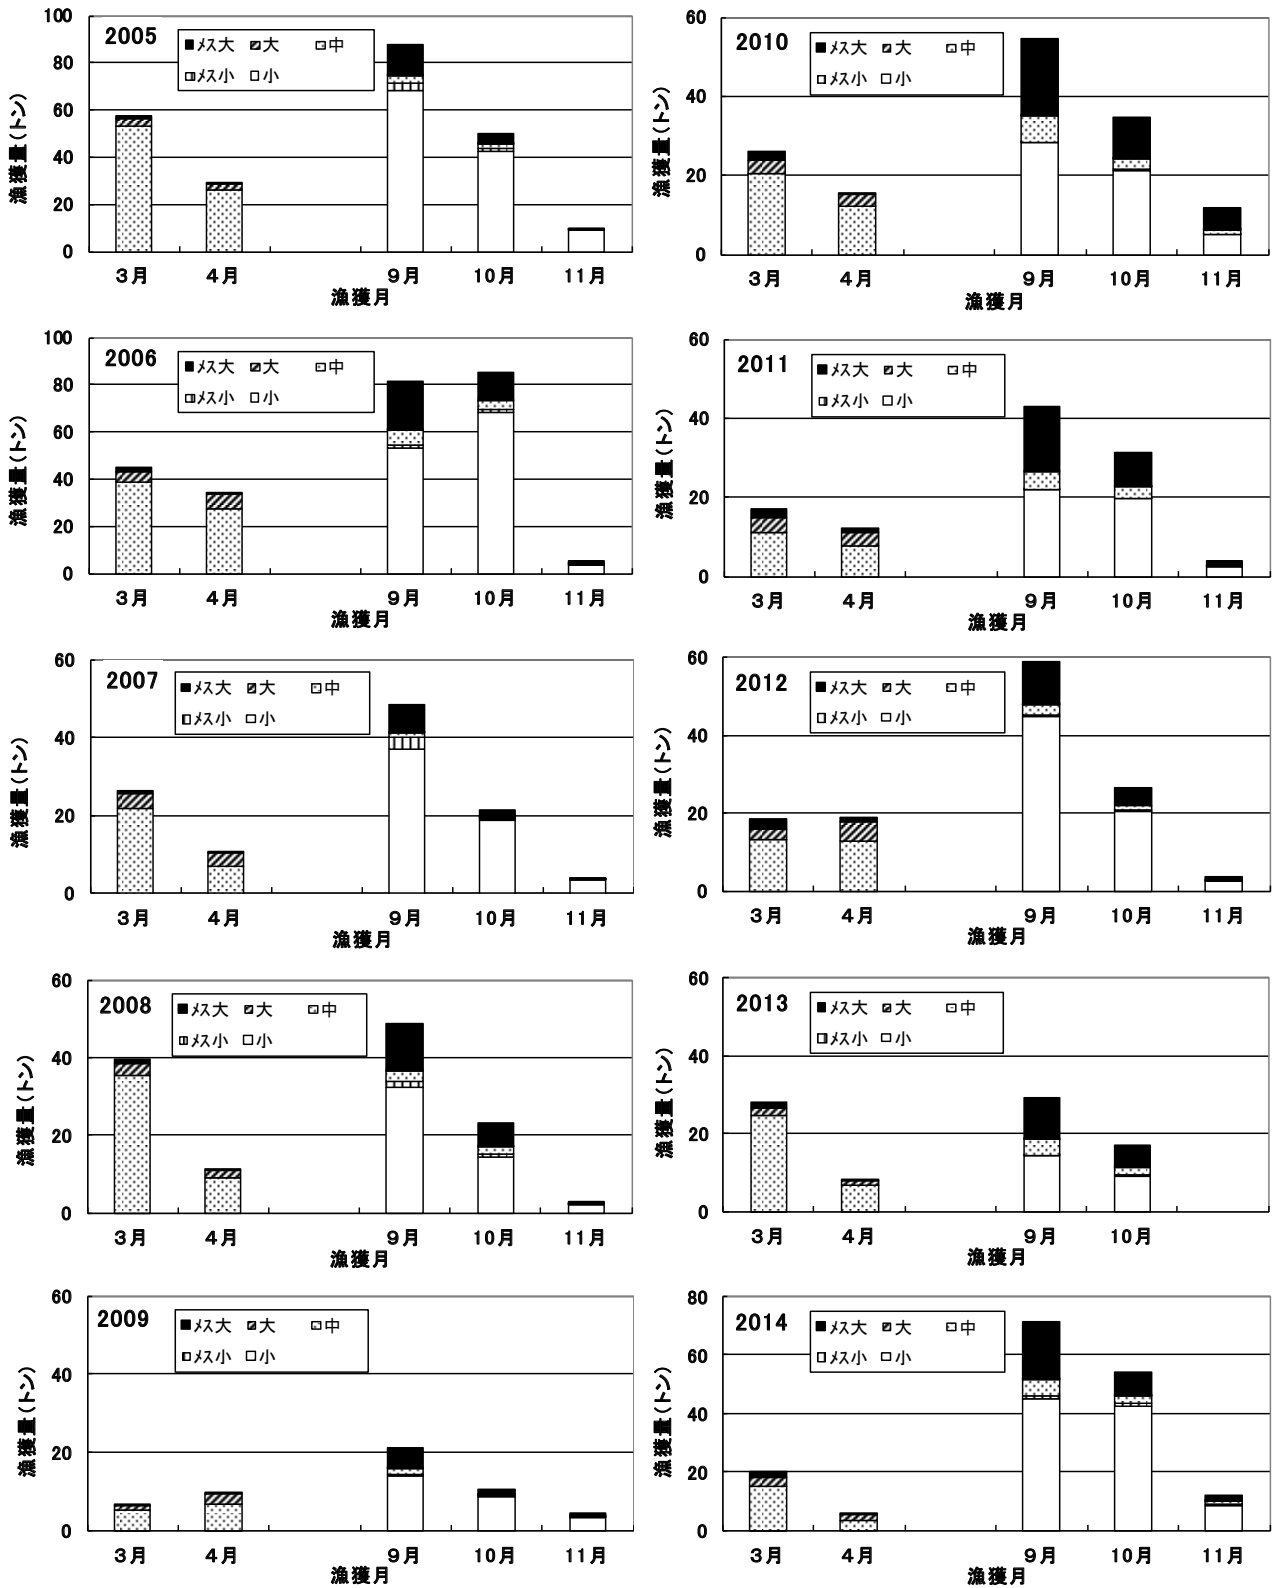 2005
メス大 大 中
メス小 小
漁獲量(トン)
100
80
60
40
20
0
3月 4月 9月 10月 11月
漁獲月
2006
メス大 大 中
メス小 小
漁獲量(トン)
100
80
60
40
20
0
3月 4月 9月 10月 11月
漁獲月
2007
メス大 大 中
メス小 小
漁獲量(トン)
60
40
20
0
3月 4月 9月 10月 11月
漁獲月
2008
メス大 大 中
メス小 小
漁獲量(トン)
60
40
20
0
3月 4月 9月 10月 11月
漁獲月
2009
メス大 大 中
メス小 小
漁獲量(トン)
60
40
20
0
3月 4月 9月 10月 11月
漁獲月
2010
メス大 大 中
メス小 小
漁獲量(トン)
60
40
20
0
3月 4月 9月 10月 11月
漁獲月
2011
メス大 大 中
メス小 小
漁獲量(トン)
60
40
20
0
3月 4月 9月 10月 11月
漁獲月
2012
メス大 大 中
メス小 小
漁獲量(トン)
60
40
20
0
3月 4月 9月 10月 11月
漁獲月
2013
メス大 大 中
メス小 小
漁獲量(トン)
60
40
20
0
3月 4月 9月 10月 11月
漁獲月
2014
メス大 大 中
メス小 小
漁獲量(トン)
80
60
40
20
0
3月 4月 9月 10月 11月
漁獲月